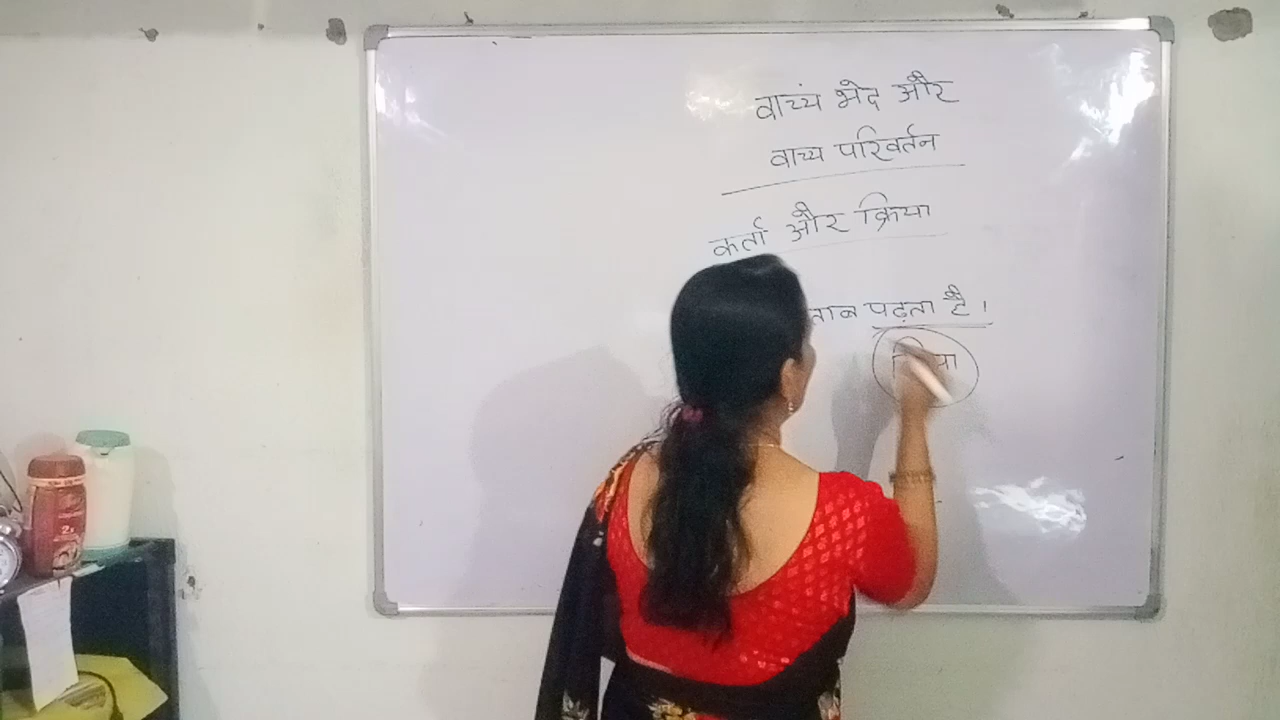 वाच्यं भेद और
वाच्य परिवर्तन
कर्ता और क्रिया
पढ़ता है।